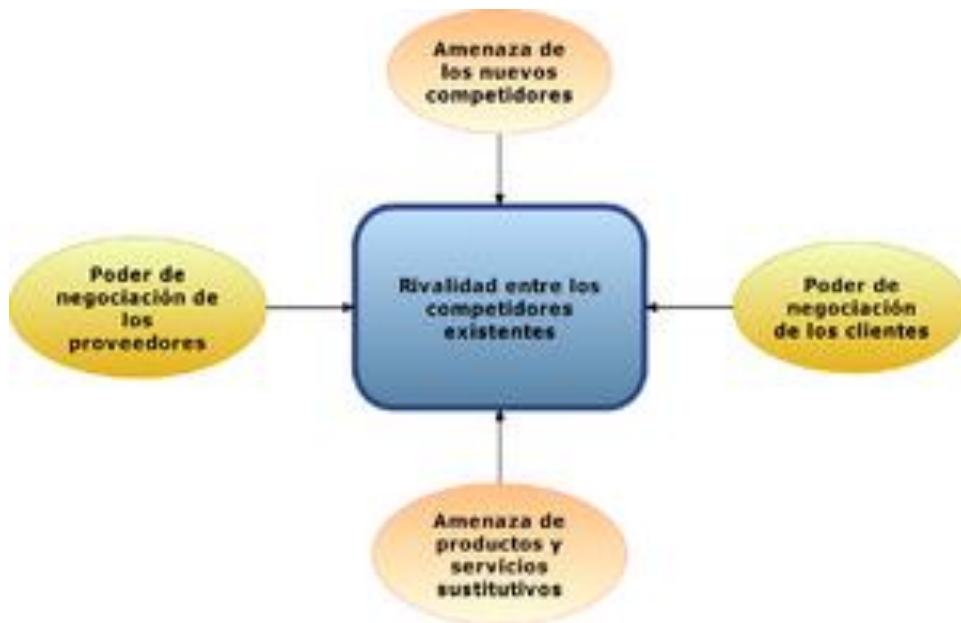 Amenaza de
los nuevos
competidores
Poder de
negociación de
los
proveedores
Rivalidad entre los
competidores
existentes
Poder de
negociación
de los clientes
Amenaza de
productos y
servicios
sustitutivos